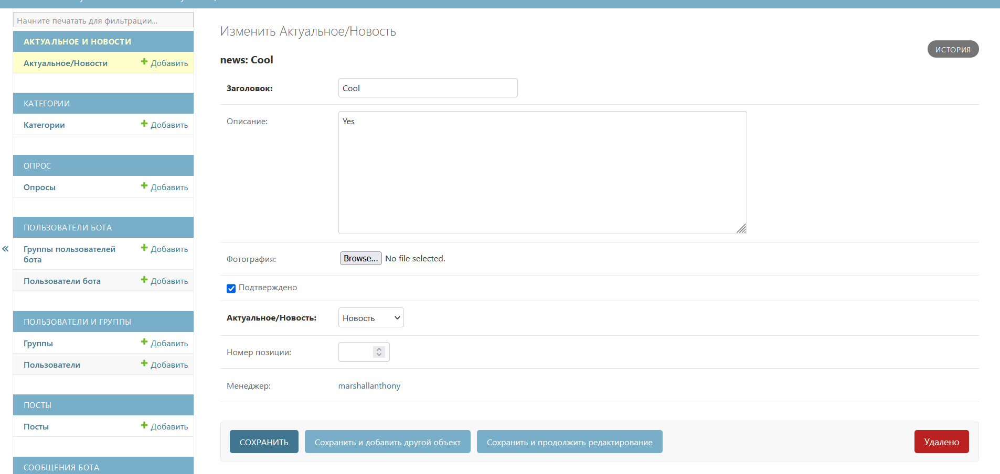 Начните печатать для фильтрации...
АКТУАЛЬНОЕ И НОВОСТИ
Актуальное/Новости
Добавить
КАТЕГОРИИ
Категории
Добавить
ОПРОС
Опросы
Добавить
ПОЛЬЗОВАТЕЛИ БОТА
Группы пользователей
бота
Добавить
Пользователи бота
Добавить
ПОЛЬЗОВАТЕЛИ И ГРУППЫ
Группы
Добавить
Пользователи
Добавить
ПОСТЫ
Посты
Добавить
СООБЩЕНИЯ БОТА
«
Изменить Актуальное/Новость
ИСТОРИЯ
news: Cool
Заголовок:
Cool
Описание:
Yes
Фотография:
Browse... No file selected.
Подтверждено
Актуальное/Новость:
Новость
Номер позиции:
Менеджер:
marshallanthony
СОХРАНИТЬ
Сохранить и добавить другой объект
Сохранить и продолжить редактирование
Удалено